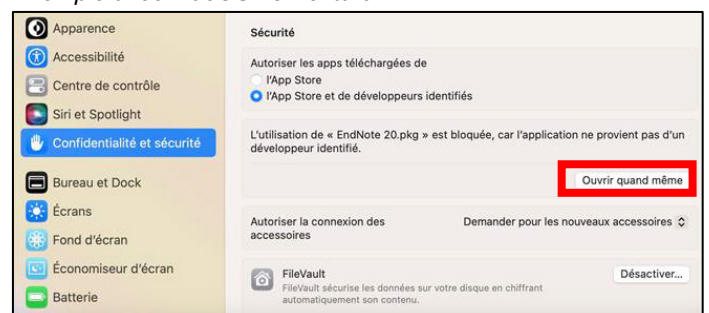 Apparence
Accessibilité
Centre de contrôle
Siri et Spotlight
Confidentialité et sécurité
Bureau et Dock
Écrans
Fond d'écran
Économiseur d'écran
Batterie
Sécurité
Autoriser les apps téléchargées de
l'App Store
l'App Store et de développeurs identifiés
L'utilisation de « EndNote 20.pkg » est bloquée, car l'application ne provient pas d'un
développeur identifié.
Ouvrir quand même
Autoriser la connexion des
accessoires
Demander pour les nouveaux accessoires
FileVault
FileVault sécurise les données sur votre disque en chiffrant
automatiquement son contenu.
Désactiver...